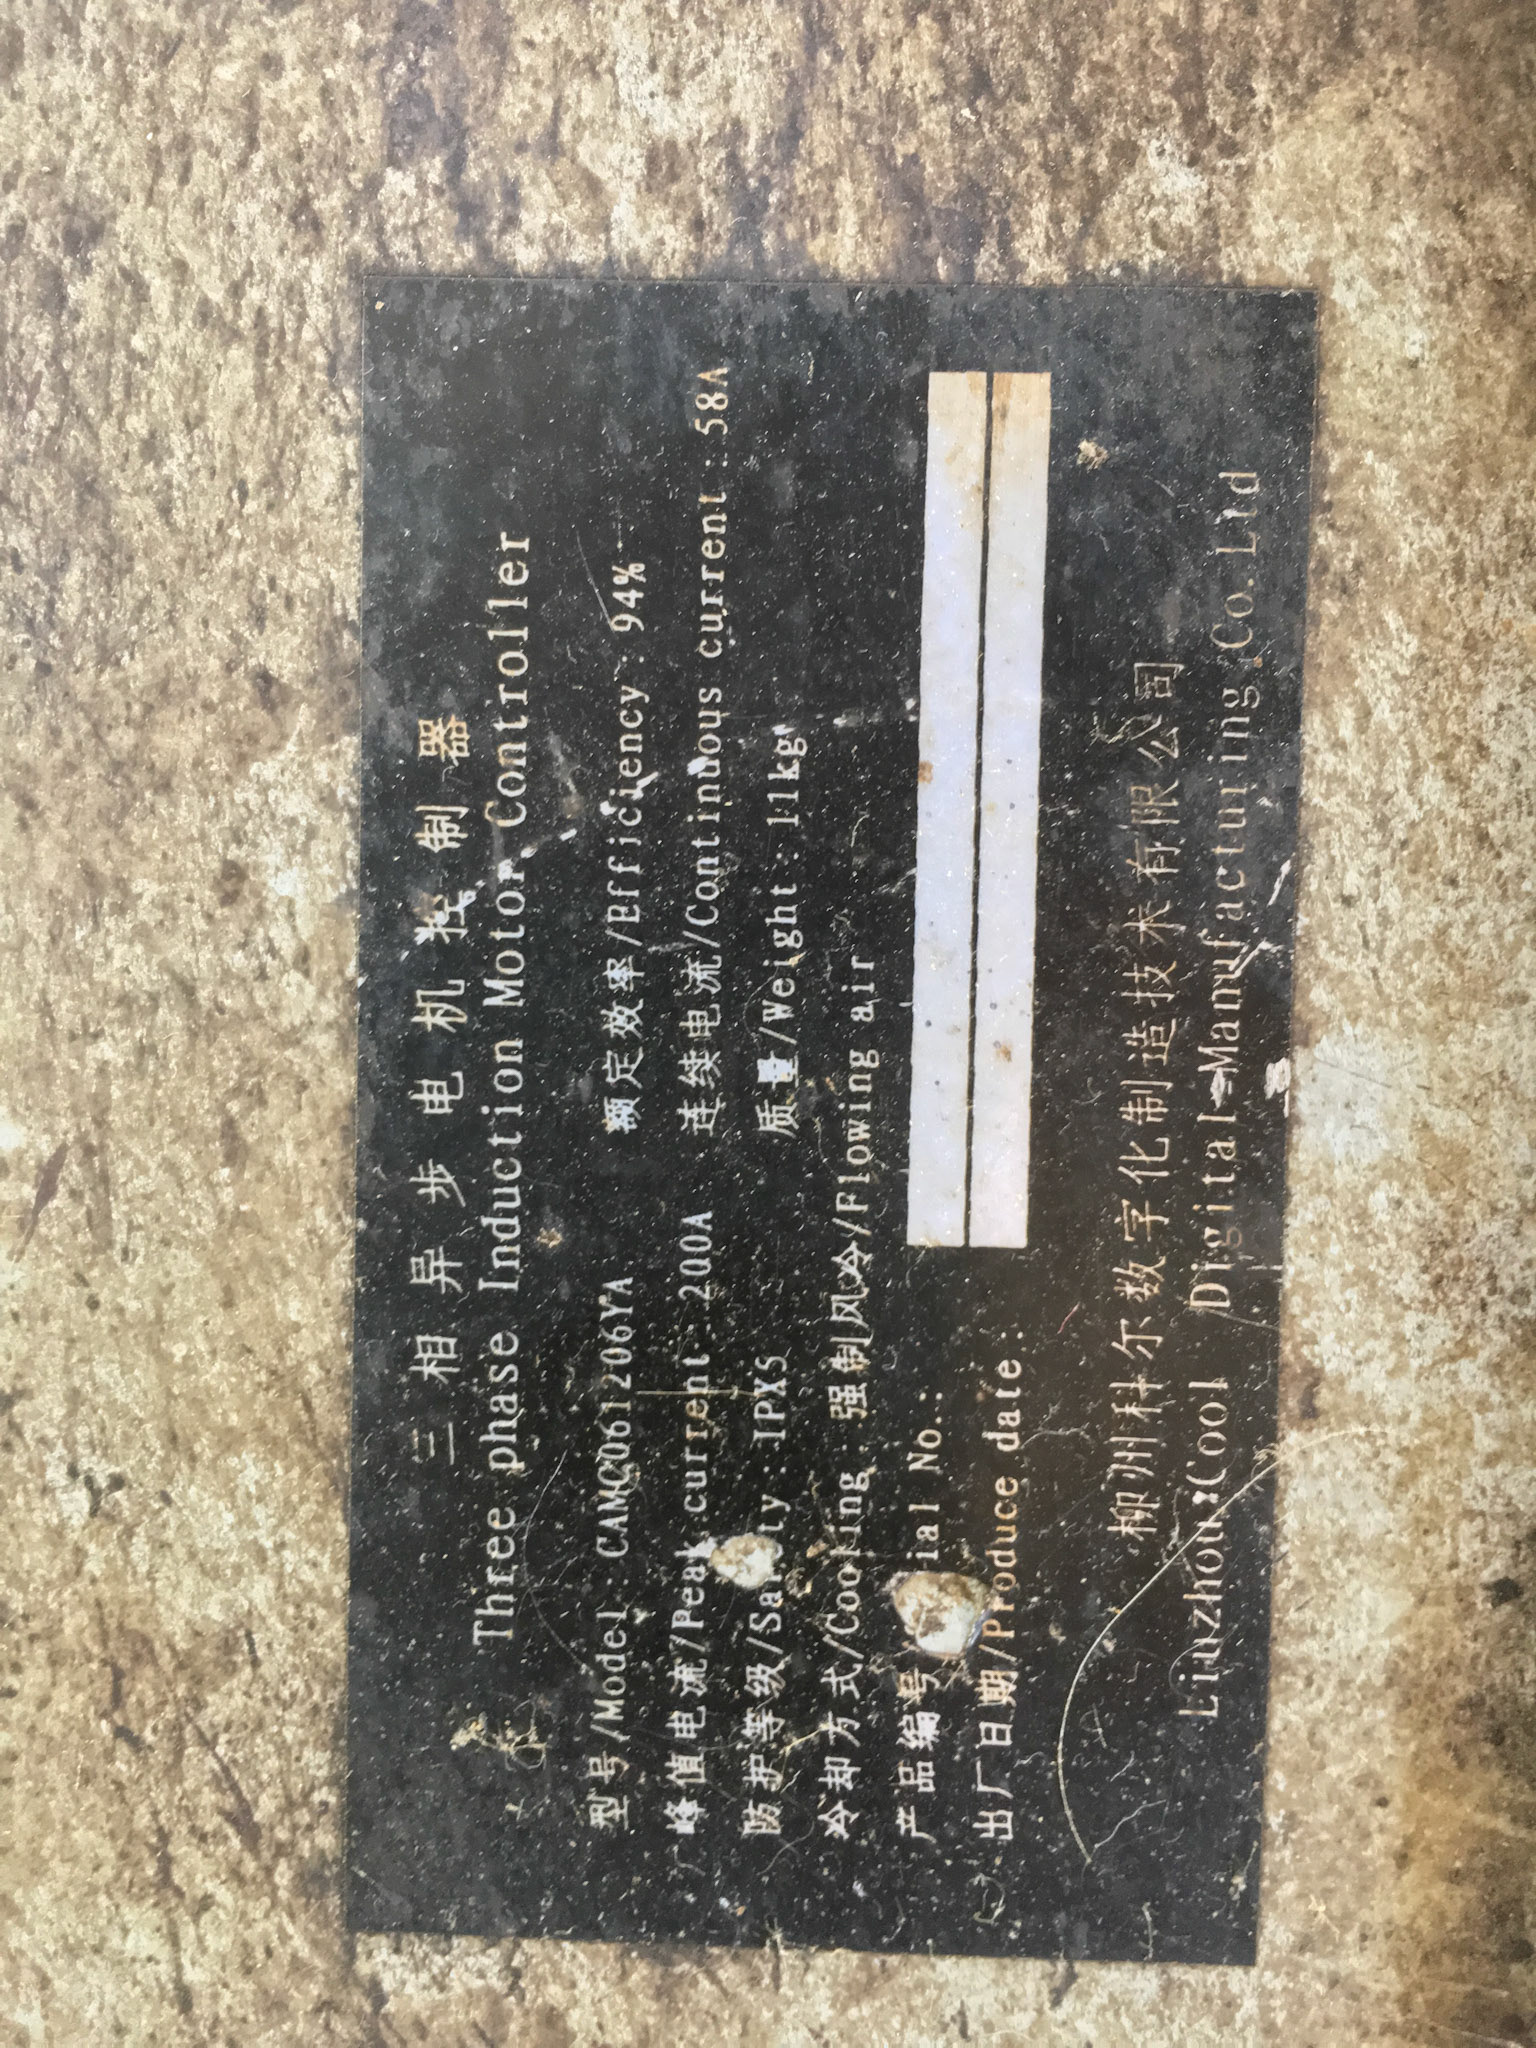 三相异步电机控制器
Three phase Induction Motor Controller
型号/Model: CAMC061206YA 额定效率/Efficiency: 94%
峰值电流/Peak current: 200A 连续电流/Continuous current: 58A
防护等级/Safety: IPX5 质量/Weight: 11kg
冷却方式/Cooling: 强制风冷/Flowing air
产品编号 ial No.:
出厂日期/Produce date:
柳州科尔数字化制造技术有限公司
Liuzhou Cool Digital Manufactuiing Co.Ltd